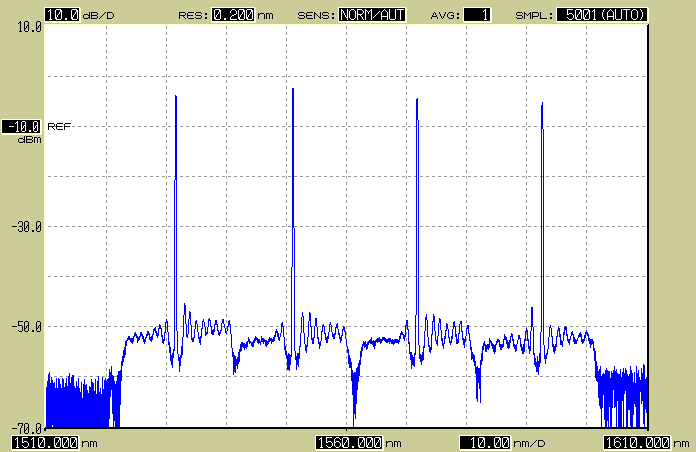 10.0 dB/D RES: 0.200 nm SENS: NORM/AUT AVG: 1 SMPL: 5001(AUTO)
10.0
-10.0 REF
dBm
-30.0
-50.0
-70.0
1510.000 nm 1560.000 nm 10.00 nm/D 1610.000 nm